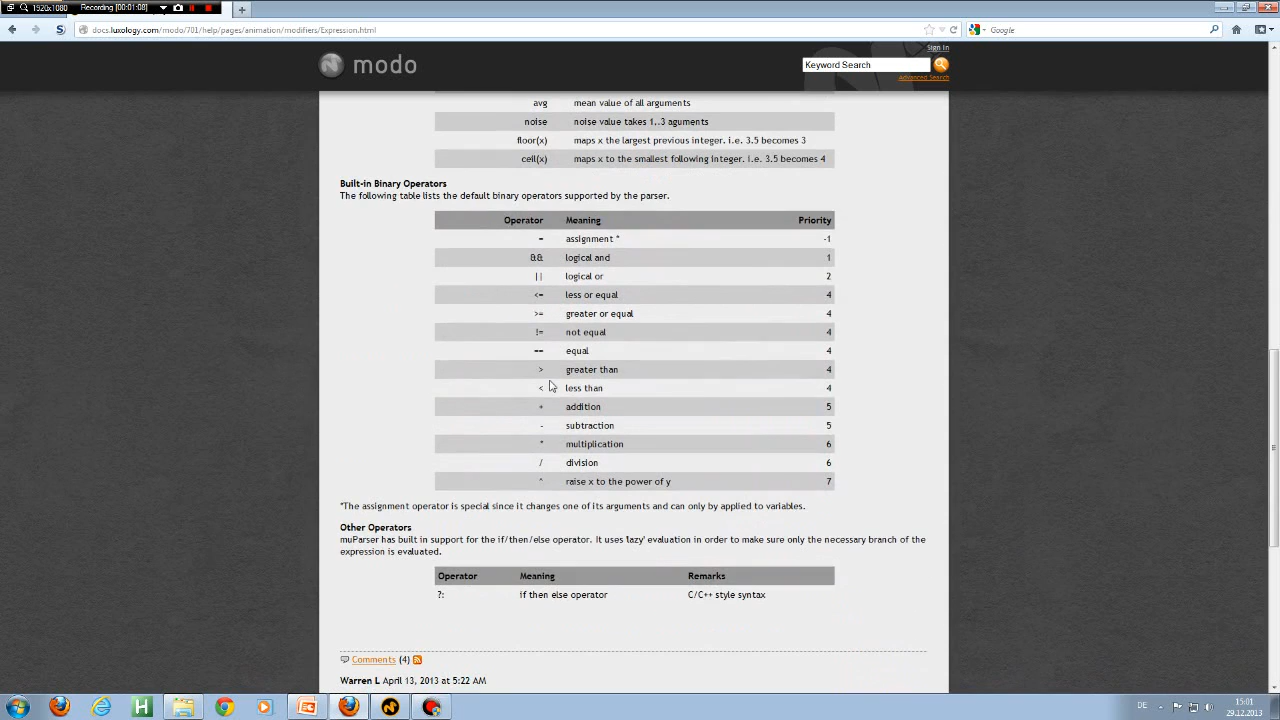 1920x1080 Recording [00:01:08]
docs.luxology.com/modo/701/help/pages/animation/modifiers/Expression.html
Google
Sign In
modo
Keyword Search
Advanced Search
avg mean value of all arguments
noise noise value takes 1..3 aguments
floor(x) maps x the largest previous integer. i.e. 3.5 becomes 3
ceil(x) maps x to the smallest following integer. i.e. 3.5 becomes 4
Built-in Binary Operators
The following table lists the default binary operators supported by the parser.
Operator Meaning Priority
= assignment * -1
&& logical and 1
|| logical or 2
<= less or equal 4
>= greater or equal 4
!= not equal 4
== equal 4
> greater than 4
< less than 4
+ addition 5
- subtraction 5
* multiplication 6
/ division 6
^ raise x to the power of y 7
*The assignment operator is special since it changes one of its arguments and can only by applied to variables.
Other Operators
muParser has built in support for the if/then/else operator. It uses 'lazy' evaluation in order to make sure only the necessary branch of the
expression is evaluated.
Operator Meaning Remarks
?: if then else operator C/C++ style syntax
Comments (4)
Warren L April 13, 2013 at 5:22 AM
DE 15:01
29.12.2013